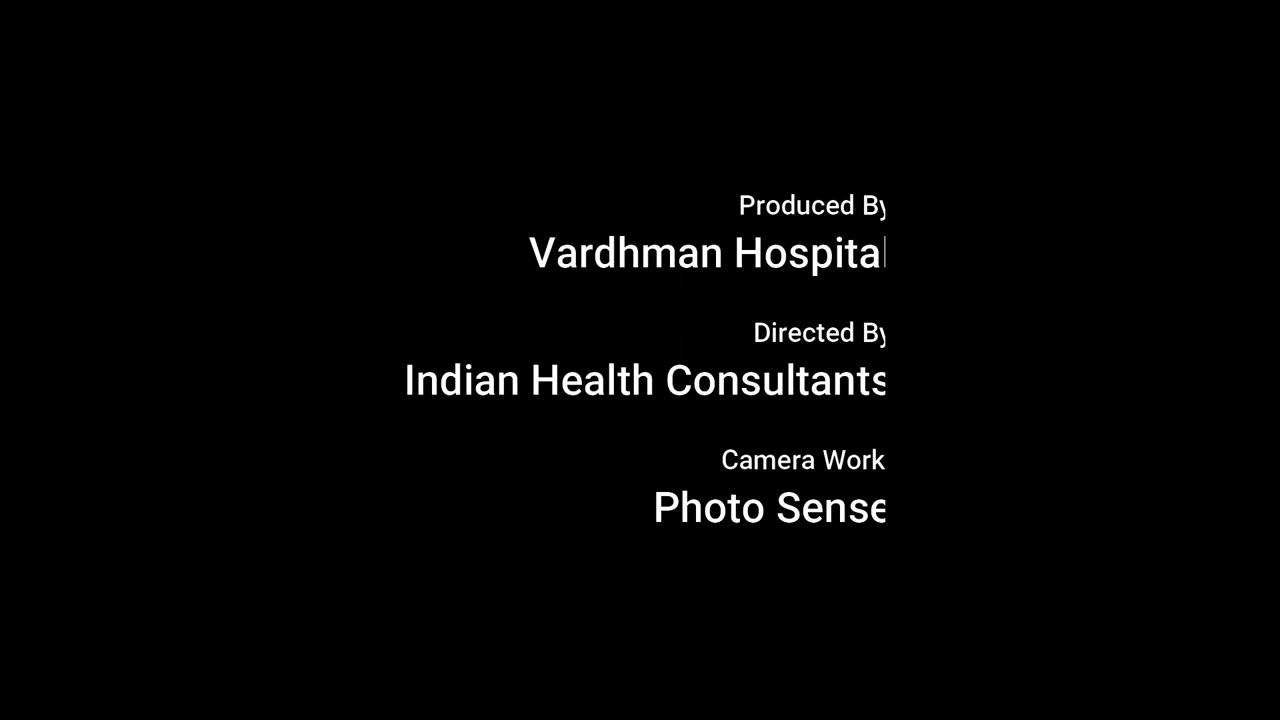 Produced By
Vardhman Hospital
Directed By
Indian Health Consultants
Camera Work
Photo Sense